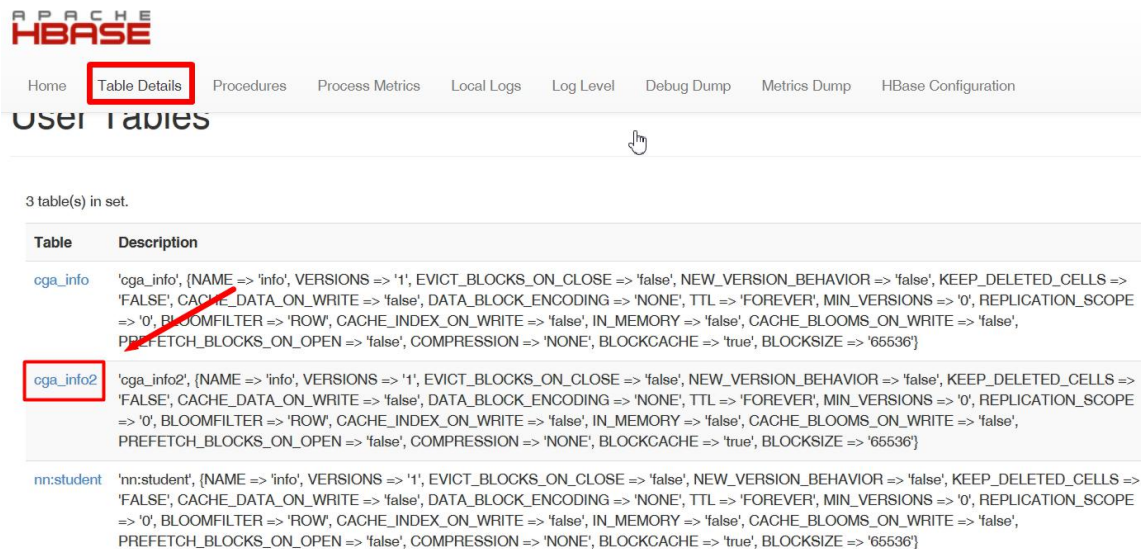 APACHE
HBASE
Home Table Details Procedures Process Metrics Local Logs Log Level Debug Dump Metrics Dump HBase Configuration
User Tables
3 table(s) in set.
Table Description
cga_info 'cga_info', {NAME => 'info', VERSIONS => '1', EVICT_BLOCKS_ON_CLOSE => 'false', NEW_VERSION_BEHAVIOR => 'false', KEEP_DELETED_CELLS =>
'FALSE', CACHE_DATA_ON_WRITE => 'false', DATA_BLOCK_ENCODING => 'NONE', TTL => 'FOREVER', MIN_VERSIONS => '0', REPLICATION_SCOPE
=> '0', BLOOMFILTER => 'ROW', CACHE_INDEX_ON_WRITE => 'false', IN_MEMORY => 'false', CACHE_BLOOMS_ON_WRITE => 'false',
PREFETCH_BLOCKS_ON_OPEN => 'false', COMPRESSION => 'NONE', BLOCKCACHE => 'true', BLOCKSIZE => '65536'}
cga_info2 'cga_info2', {NAME => 'info', VERSIONS => '1', EVICT_BLOCKS_ON_CLOSE => 'false', NEW_VERSION_BEHAVIOR => 'false', KEEP_DELETED_CELLS =>
'FALSE', CACHE_DATA_ON_WRITE => 'false', DATA_BLOCK_ENCODING => 'NONE', TTL => 'FOREVER', MIN_VERSIONS => '0', REPLICATION_SCOPE
=> '0', BLOOMFILTER => 'ROW', CACHE_INDEX_ON_WRITE => 'false', IN_MEMORY => 'false', CACHE_BLOOMS_ON_WRITE => 'false',
PREFETCH_BLOCKS_ON_OPEN => 'false', COMPRESSION => 'NONE', BLOCKCACHE => 'true', BLOCKSIZE => '65536'}
nn:student 'nn:student', {NAME => 'info', VERSIONS => '1', EVICT_BLOCKS_ON_CLOSE => 'false', NEW_VERSION_BEHAVIOR => 'false', KEEP_DELETED_CELLS =>
'FALSE', CACHE_DATA_ON_WRITE => 'false', DATA_BLOCK_ENCODING => 'NONE', TTL => 'FOREVER', MIN_VERSIONS => '0', REPLICATION_SCOPE
=> '0', BLOOMFILTER => 'ROW', CACHE_INDEX_ON_WRITE => 'false', IN_MEMORY => 'false', CACHE_BLOOMS_ON_WRITE => 'false',
PREFETCH_BLOCKS_ON_OPEN => 'false', COMPRESSION => 'NONE', BLOCKCACHE => 'true', BLOCKSIZE => '65536'}